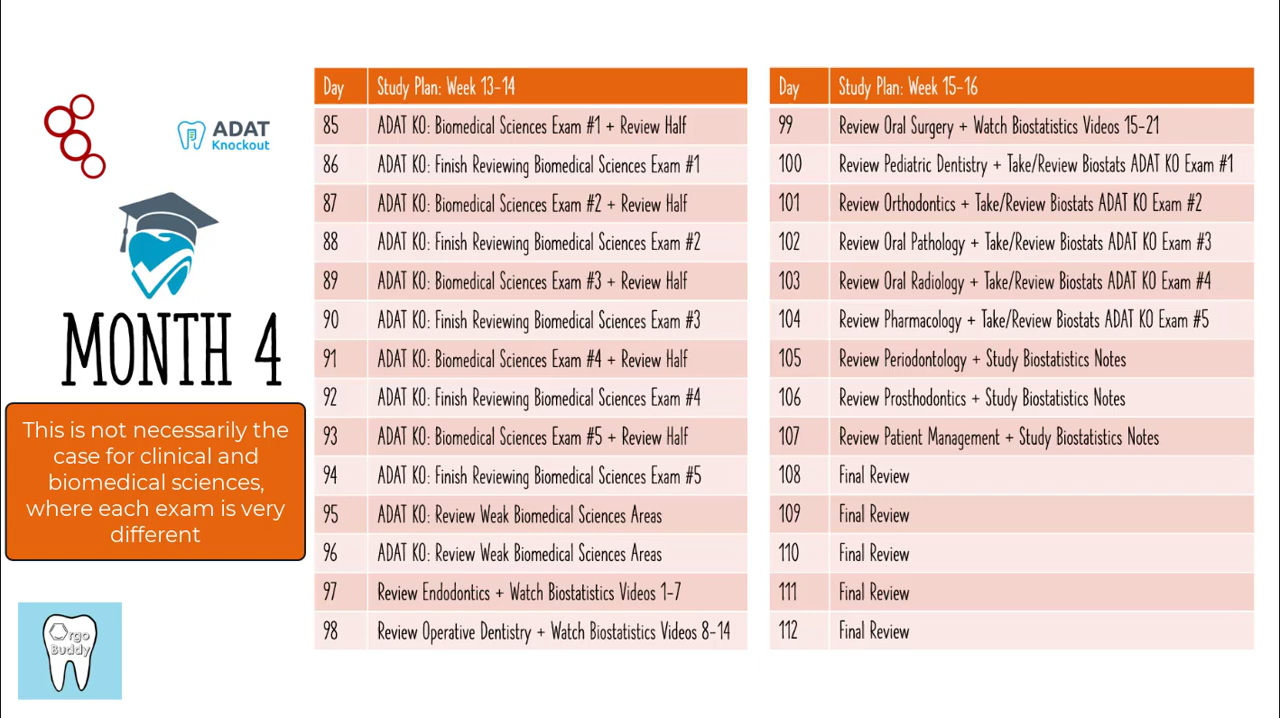 ADAT
Knockout
MONTH 4
This is not necessarily the
case for clinical and
biomedical sciences,
where each exam is very
different
Orgo
Buddy
Day Study Plan: Week 13-14
85 ADAT KO: Biomedical Sciences Exam #1 + Review Half
86 ADAT KO: Finish Reviewing Biomedical Sciences Exam #1
87 ADAT KO: Biomedical Sciences Exam #2 + Review Half
88 ADAT KO: Finish Reviewing Biomedical Sciences Exam #2
89 ADAT KO: Biomedical Sciences Exam #3 + Review Half
90 ADAT KO: Finish Reviewing Biomedical Sciences Exam #3
91 ADAT KO: Biomedical Sciences Exam #4 + Review Half
92 ADAT KO: Finish Reviewing Biomedical Sciences Exam #4
93 ADAT KO: Biomedical Sciences Exam #5 + Review Half
94 ADAT KO: Finish Reviewing Biomedical Sciences Exam #5
95 ADAT KO: Review Weak Biomedical Sciences Areas
96 ADAT KO: Review Weak Biomedical Sciences Areas
97 Review Endodontics + Watch Biostatistics Videos 1-7
98 Review Operative Dentistry + Watch Biostatistics Videos 8-14
Day Study Plan: Week 15-16
99 Review Oral Surgery + Watch Biostatistics Videos 15-21
100 Review Pediatric Dentistry + Take/Review Biostats ADAT KO Exam #1
101 Review Orthodontics + Take/Review Biostats ADAT KO Exam #2
102 Review Oral Pathology + Take/Review Biostats ADAT KO Exam #3
103 Review Oral Radiology + Take/Review Biostats ADAT KO Exam #4
104 Review Pharmacology + Take/Review Biostats ADAT KO Exam #5
105 Review Periodontology + Study Biostatistics Notes
106 Review Prosthodontics + Study Biostatistics Notes
107 Review Patient Management + Study Biostatistics Notes
108 Final Review
109 Final Review
110 Final Review
111 Final Review
112 Final Review